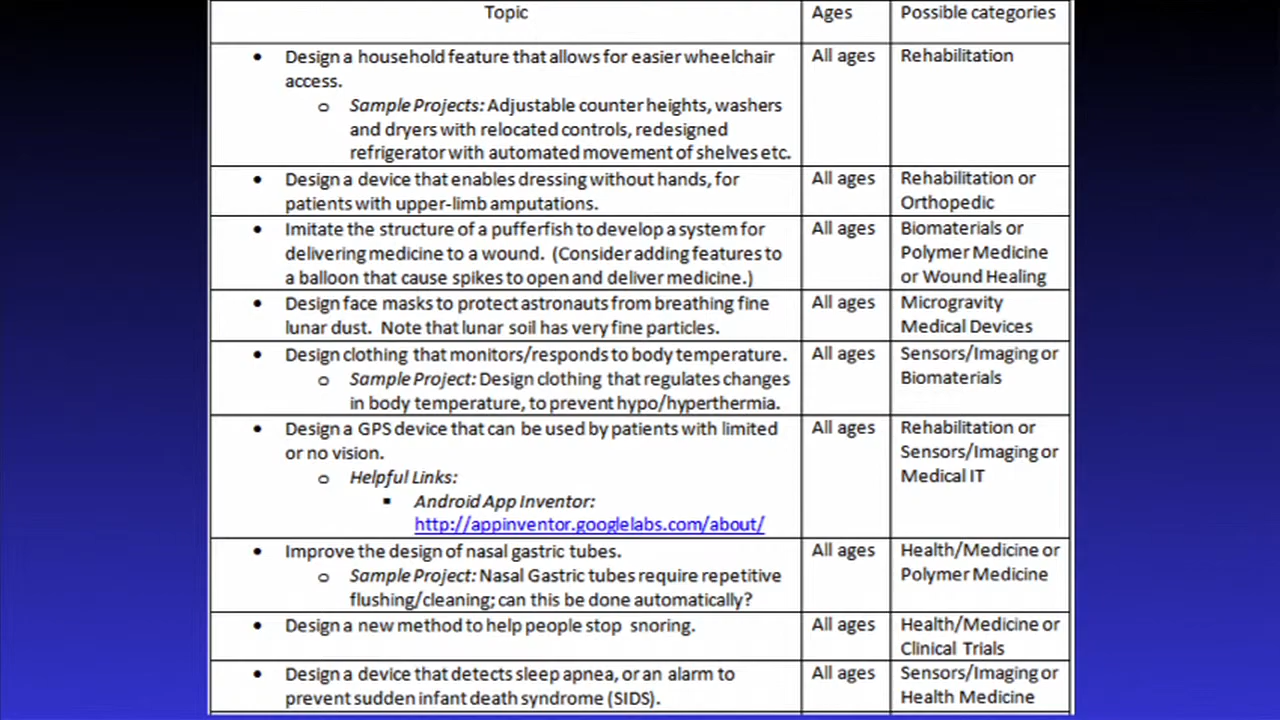 Topic Ages Possible categories
• Design a household feature that allows for easier wheelchair All ages Rehabilitation
access.
o Sample Projects: Adjustable counter heights, washers
and dryers with relocated controls, redesigned
refrigerator with automated movement of shelves etc.
• Design a device that enables dressing without hands, for All ages Rehabilitation or
patients with upper-limb amputations. Orthopedic
• Imitate the structure of a pufferfish to develop a system for All ages Biomaterials or
delivering medicine to a wound. (Consider adding features to Polymer Medicine
a balloon that cause spikes to open and deliver medicine.) or Wound Healing
• Design face masks to protect astronauts from breathing fine All ages Microgravity
lunar dust. Note that lunar soil has very fine particles. Medical Devices
• Design clothing that monitors/responds to body temperature. All ages Sensors/Imaging or
o Sample Project: Design clothing that regulates changes Biomaterials
in body temperature, to prevent hypo/hyperthermia.
• Design a GPS device that can be used by patients with limited All ages Rehabilitation or
or no vision. Sensors/Imaging or
o Helpful Links: Medical IT
▪ Android App Inventor:
http://appinventor.googlelabs.com/about/
• Improve the design of nasal gastric tubes. All ages Health/Medicine or
o Sample Project: Nasal Gastric tubes require repetitive Polymer Medicine
flushing/cleaning; can this be done automatically?
• Design a new method to help people stop snoring. All ages Health/Medicine or
Clinical Trials
• Design a device that detects sleep apnea, or an alarm to All ages Sensors/Imaging or
prevent sudden infant death syndrome (SIDS). Health Medicine